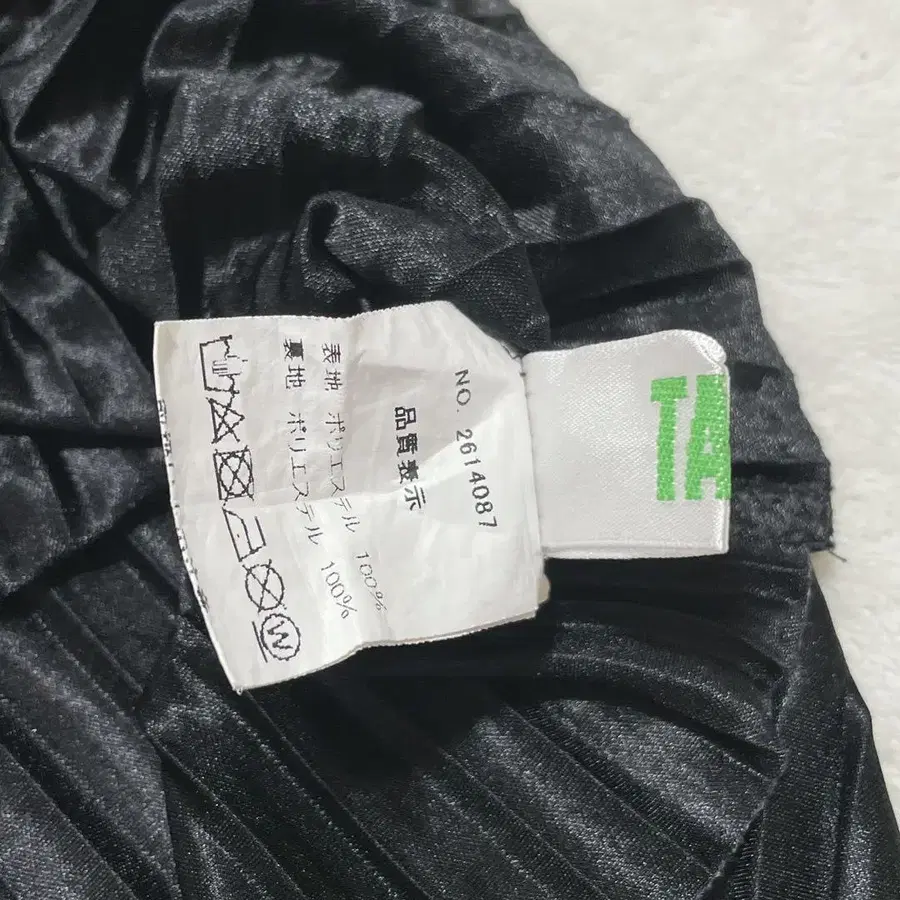 NO. 2614087
品質表示
表地 ポリエステル 100%
裏地 ポリエステル 100%
W
TA